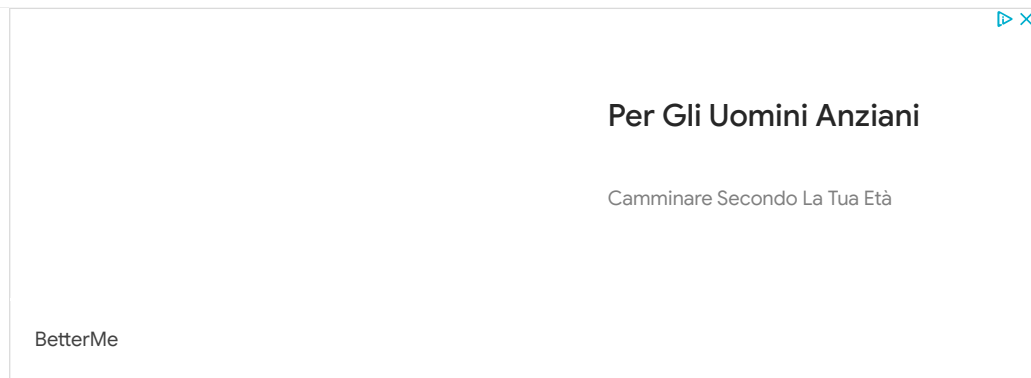 Per Gli Uomini Anziani
Camminare Secondo La Tua Età
BetterMe